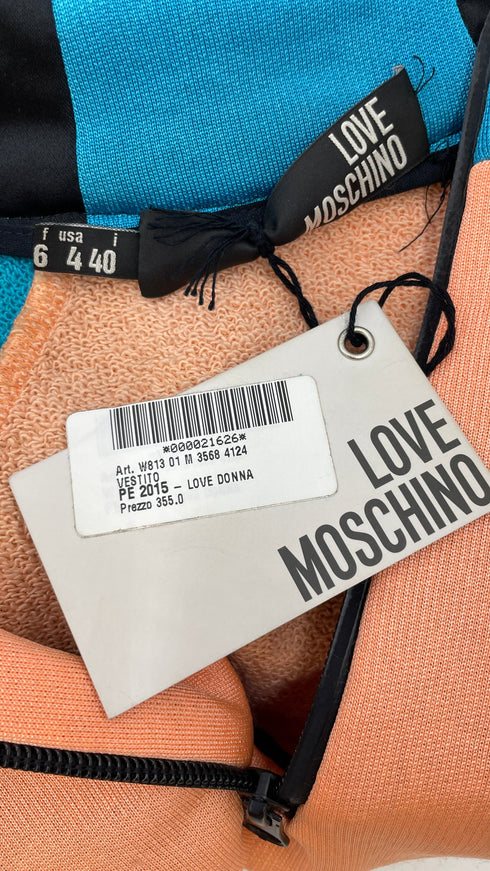 LOVE
MOSCHINO
f usa i
6 4 40
*000021626*
Art. W813 01 M 3568 4124
VESTITO
PE 2015 – LOVE DONNA
Prezzo 355.0
LOVE
MOSCHINO